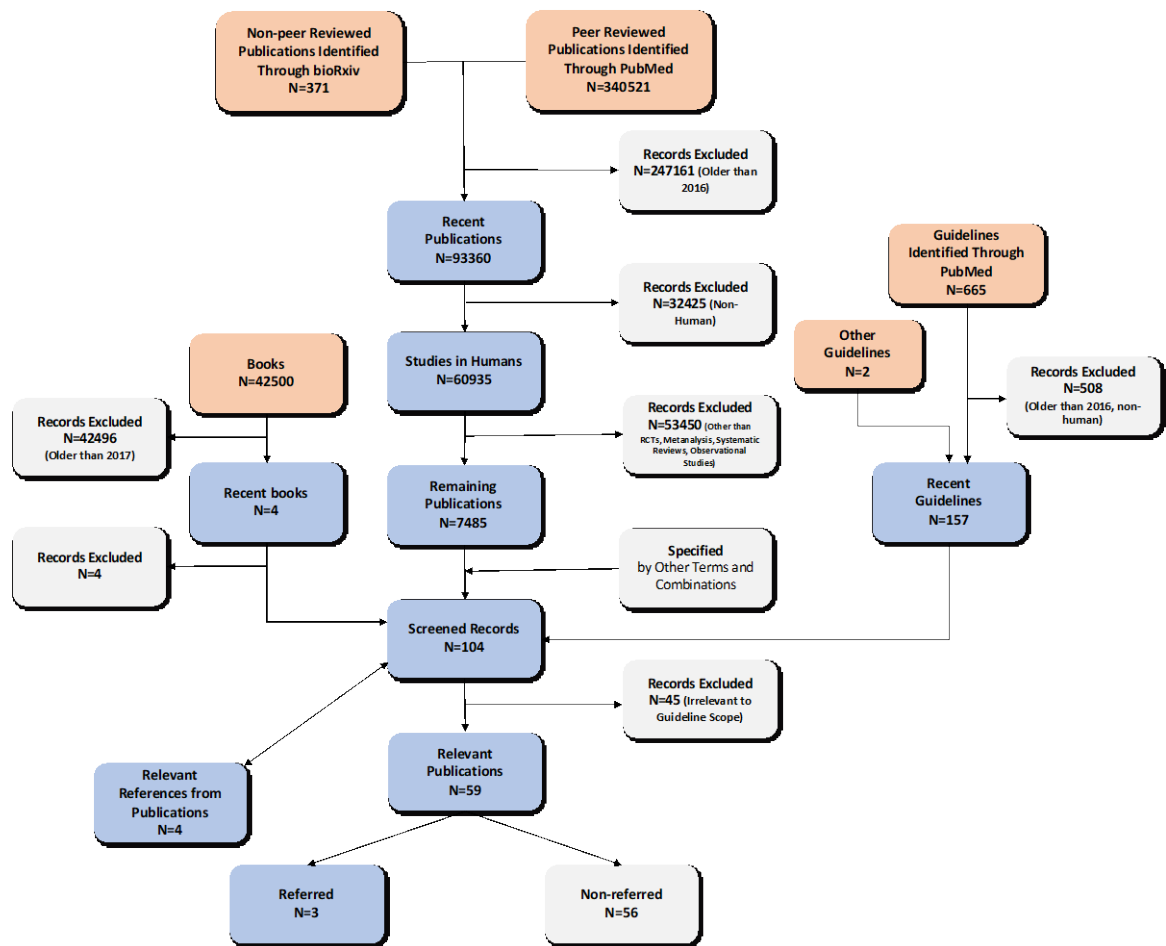 Non-peer Reviewed
Publications Identified
Through bioRxiv
N=371
Peer Reviewed
Publications Identified
Through PubMed
N=340521
Records Excluded
N=247161 (Older than
2016)
Recent
Publications
N=93360
Guidelines
Identified Through
PubMed
N=665
Records Excluded
N=32425 (Non-
Human)
Books
N=42500
Studies in Humans
N=60935
Other
Guidelines
N=2
Records Excluded
N=508
(Older than 2016, non-
human)
Records Excluded
N=42496
(Older than 2017)
Records Excluded
N=53450 (Other than
RCTs, Metanalysis, Systematic
Reviews, Observational
Studies)
Recent books
N=4
Remaining
Publications
N=7485
Recent
Guidelines
N=157
Records Excluded
N=4
Specified
by Other Terms and
Combinations
Screened Records
N=104
Records Excluded
N=45 (Irrelevant to
Guideline Scope)
Relevant
Publications
N=59
Relevant
References from
Publications
N=4
Referred
N=3
Non-referred
N=56